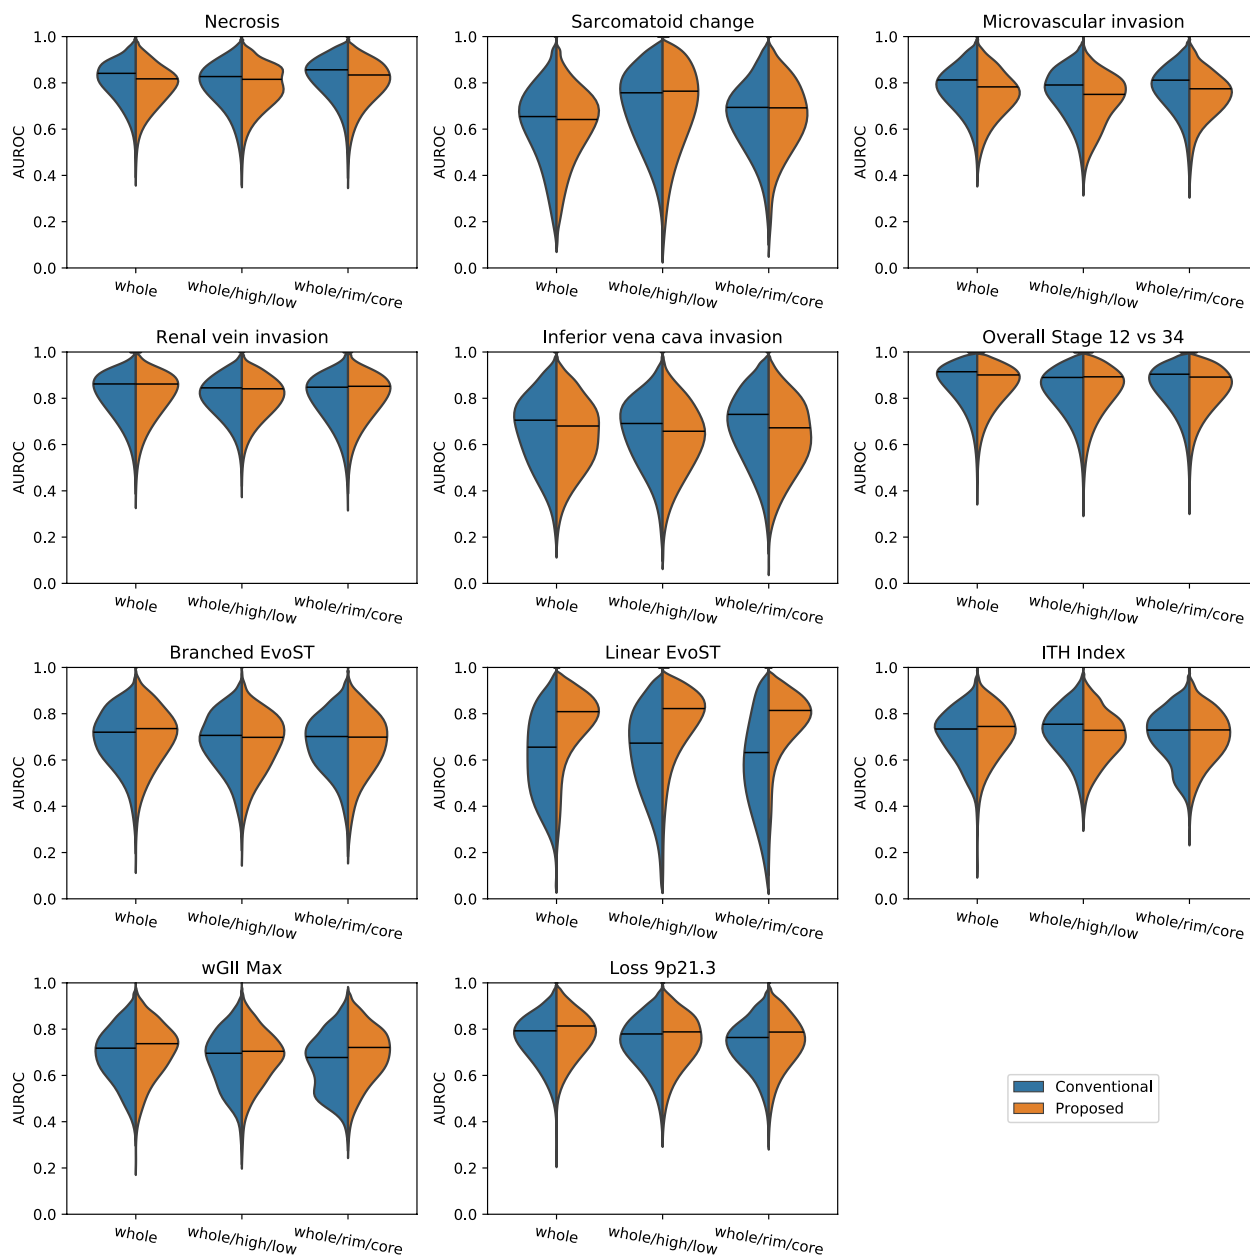 Necrosis
AUROC
1.0
0.8
0.6
0.4
0.2
0.0
whole
whole/high/low
whole/rim/core
Sarcomatoid change
AUROC
1.0
0.8
0.6
0.4
0.2
0.0
whole
whole/high/low
whole/rim/core
Microvascular invasion
AUROC
1.0
0.8
0.6
0.4
0.2
0.0
whole
whole/high/low
whole/rim/core
Renal vein invasion
AUROC
1.0
0.8
0.6
0.4
0.2
0.0
whole
whole/high/low
whole/rim/core
Inferior vena cava invasion
AUROC
1.0
0.8
0.6
0.4
0.2
0.0
whole
whole/high/low
whole/rim/core
Overall Stage 12 vs 34
AUROC
1.0
0.8
0.6
0.4
0.2
0.0
whole
whole/high/low
whole/rim/core
Branched EvoST
AUROC
1.0
0.8
0.6
0.4
0.2
0.0
whole
whole/high/low
whole/rim/core
Linear EvoST
AUROC
1.0
0.8
0.6
0.4
0.2
0.0
whole
whole/high/low
whole/rim/core
ITH Index
AUROC
1.0
0.8
0.6
0.4
0.2
0.0
whole
whole/high/low
whole/rim/core
wGII Max
AUROC
1.0
0.8
0.6
0.4
0.2
0.0
whole
whole/high/low
whole/rim/core
Loss 9p21.3
AUROC
1.0
0.8
0.6
0.4
0.2
0.0
whole
whole/high/low
whole/rim/core
Conventional
Proposed